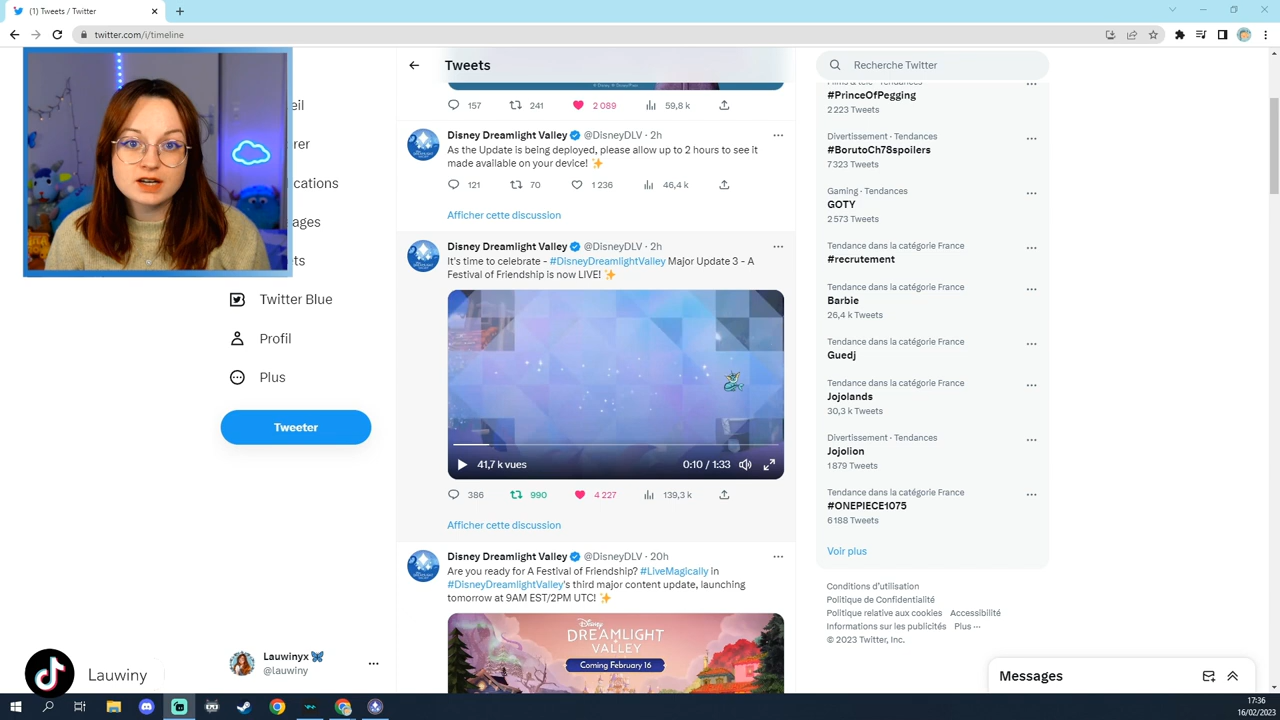 (1) Tweets / Twitter
twitter.com/i/timeline
eil
rer
ications
ages
ts
Twitter Blue
Profil
Plus
Tweeter
Lauwinyx
@lauwiny
Lauwiny
Tweets
157 241 2 089 59,8 k
Disney Dreamlight Valley @DisneyDLV · 2h
As the Update is being deployed, please allow up to 2 hours to see it
made available on your device! ✨
121 70 1 236 46,4 k
Afficher cette discussion
Disney Dreamlight Valley @DisneyDLV · 2h
It's time to celebrate - #DisneyDreamlightValley Major Update 3 - A
Festival of Friendship is now LIVE! ✨
41,7 k vues 0:10 / 1:33
386 990 4 227 139,3 k
Afficher cette discussion
Disney Dreamlight Valley @DisneyDLV · 20h
Are you ready for A Festival of Friendship? #LiveMagically in
#DisneyDreamlightValley's third major content update, launching
tomorrow at 9AM EST/2PM UTC! ✨
Disney
DREAMLIGHT
VALLEY
Coming February 16
Recherche Twitter
#PrinceOfPegging
2 223 Tweets
Divertissement · Tendances
#BorutoCh78spoilers
7 323 Tweets
Gaming · Tendances
GOTY
2 573 Tweets
Tendance dans la catégorie France
#recrutement
Tendance dans la catégorie France
Barbie
26,4 k Tweets
Tendance dans la catégorie France
Guedj
Tendance dans la catégorie France
Jojolands
30,3 k Tweets
Divertissement · Tendances
Jojolion
1 879 Tweets
Tendance dans la catégorie France
#ONEPIECE1075
6 188 Tweets
Voir plus
Conditions d'utilisation
Politique de Confidentialité
Politique relative aux cookies Accessibilité
Informations sur les publicités Plus ···
© 2023 Twitter, Inc.
Messages
17:36
16/02/2023